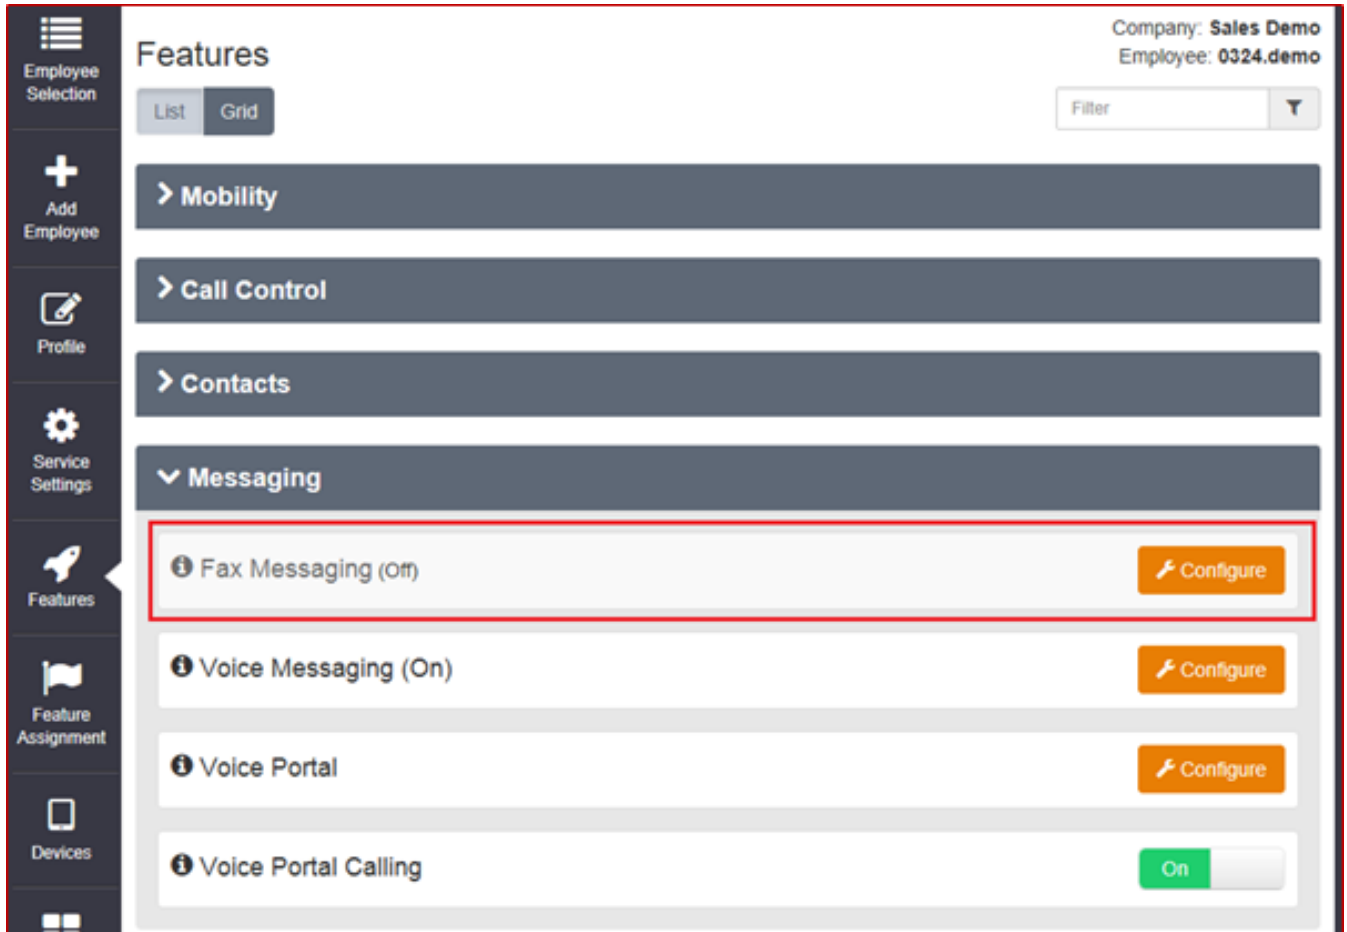 Employee
Selection
Add
Employee
Profile
Service
Settings
Features
Feature
Assignment
Devices
Features
Company: Sales Demo
Employee: 0324.demo
List
Grid
Filter
Mobility
Call Control
Contacts
Messaging
Fax Messaging (Off)
Configure
Voice Messaging (On)
Configure
Voice Portal
Configure
Voice Portal Calling
On